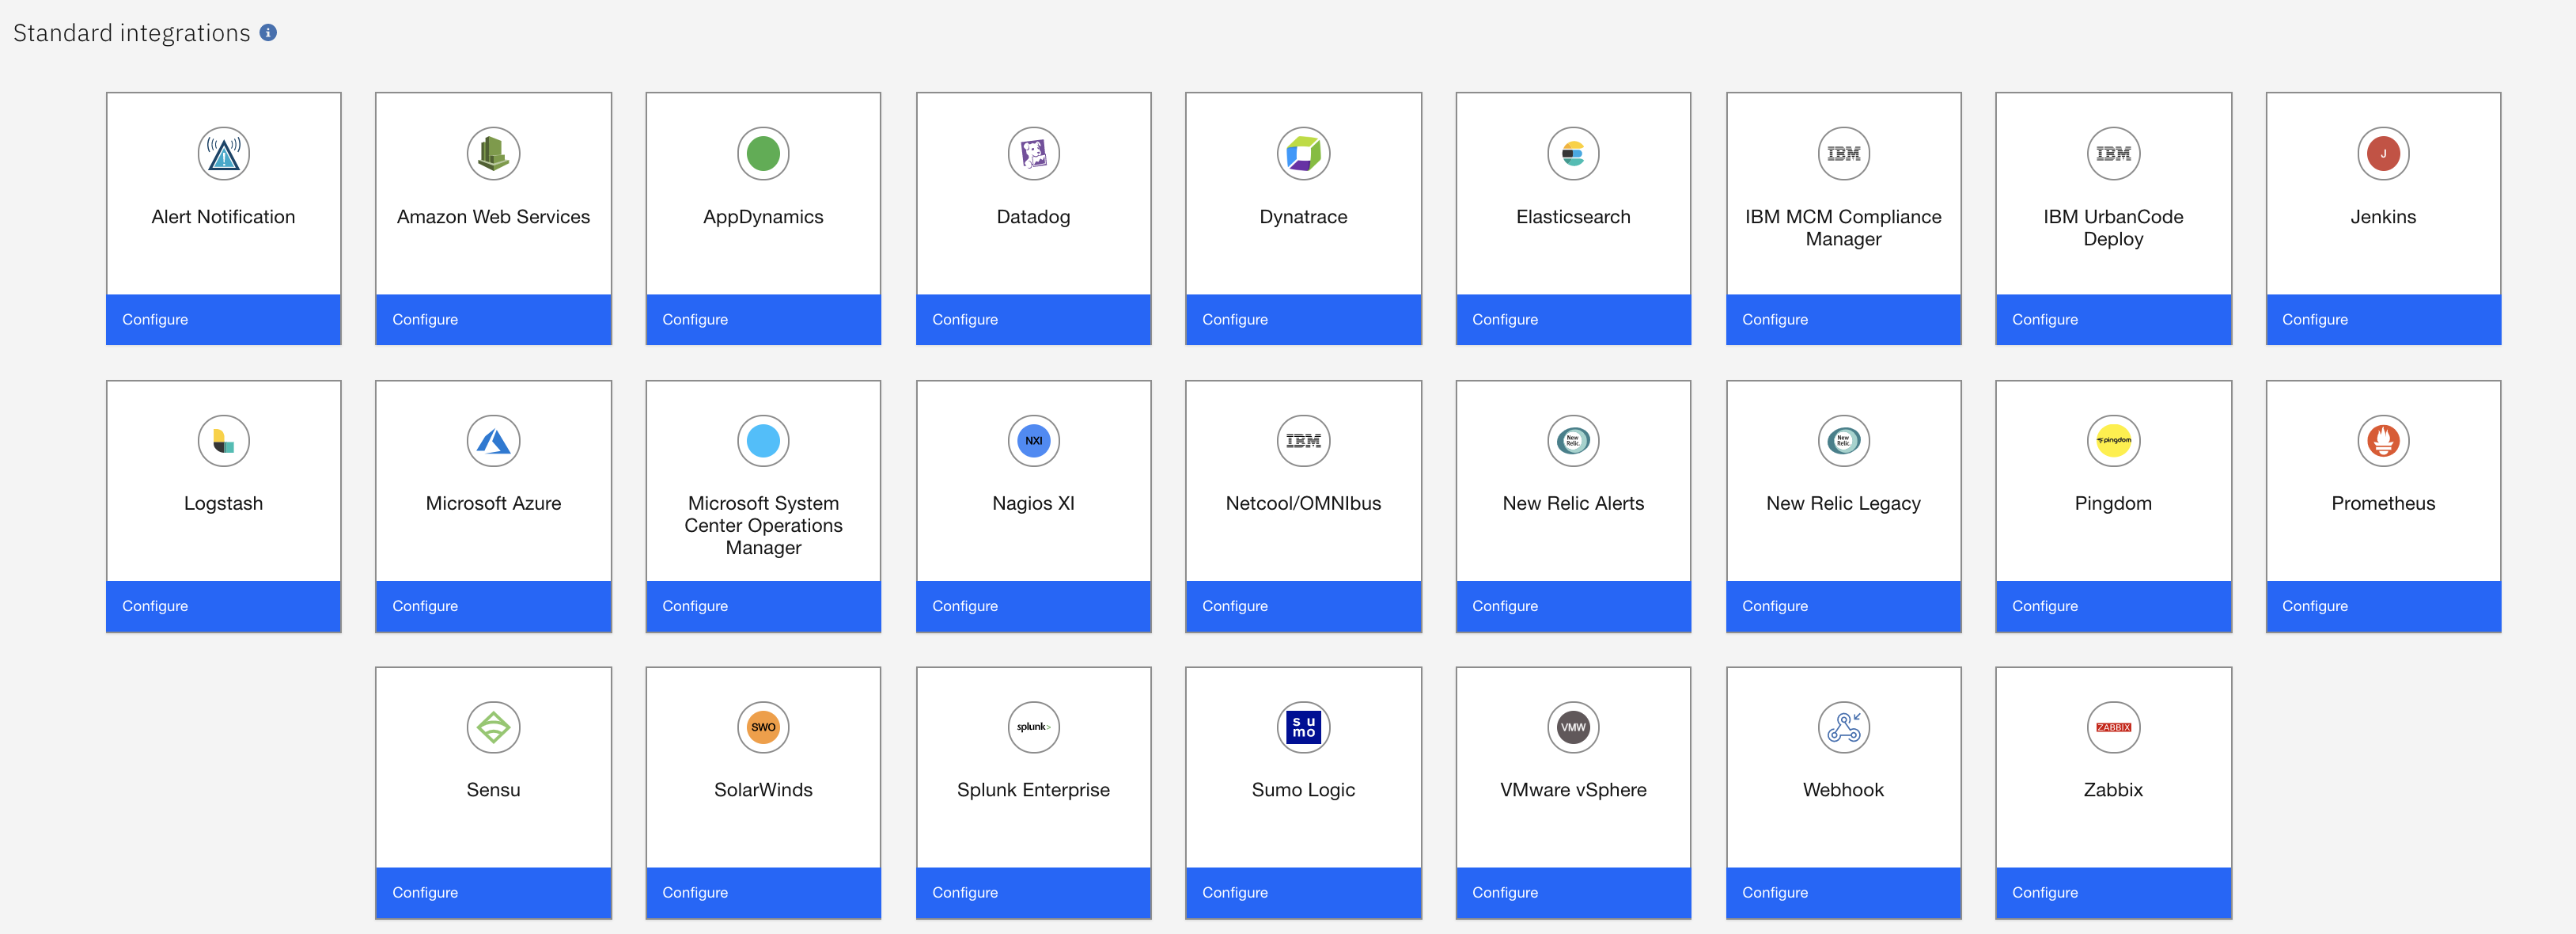 Standard integrations
Alert Notification
Amazon Web Services
AppDynamics
Datadog
Dynatrace
Elasticsearch
IBM
IBM MCM Compliance
Manager
IBM
IBM UrbanCode
Deploy
J
Jenkins
Configure
Configure
Configure
Configure
Configure
Configure
Configure
Configure
Configure
Logstash
Microsoft Azure
Microsoft System
Center Operations
Manager
NXI
Nagios XI
IBM
Netcool/OMNIbus
New
Relic.
New Relic Alerts
New
Relic.
New Relic Legacy
pingdom
Pingdom
Prometheus
Configure
Configure
Configure
Configure
Configure
Configure
Configure
Configure
Configure
Sensu
SWO
SolarWinds
splunk>
Splunk Enterprise
su
mo
Sumo Logic
VMW
VMware vSphere
Webhook
ZABBIX
Zabbix
Configure
Configure
Configure
Configure
Configure
Configure
Configure